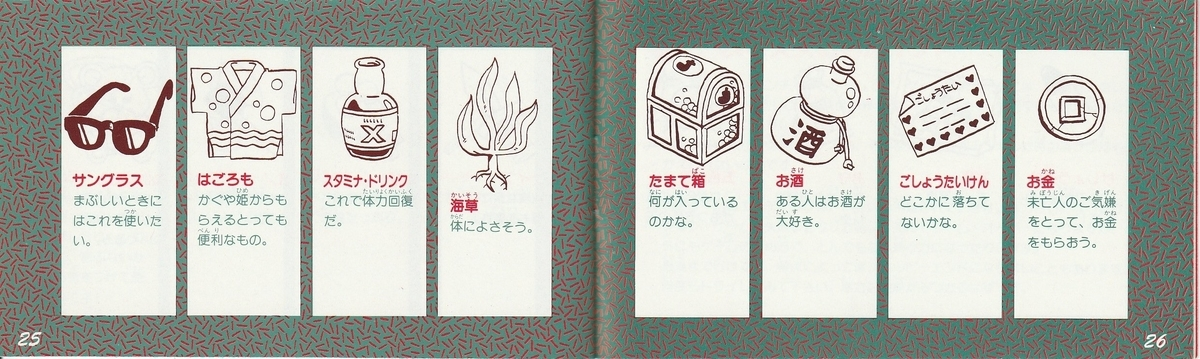 サングラス
まぶしいときに
はこれを使いた
い。
はごろも
かぐや姫からも
らえるとっても
便利なもの。
X
スタミナ・ドリンク
これで体力回復
だ。
海草
体によさそう。
たまて箱
何が入っている
のかな。
酒
お酒
ある人はお酒が
大好き。
ごしょうたい
ごしょうたいけん
どこかに落ちて
ないかな。
お金
未亡人のご機嫌
をとって、お金
をもらおう。
25
26